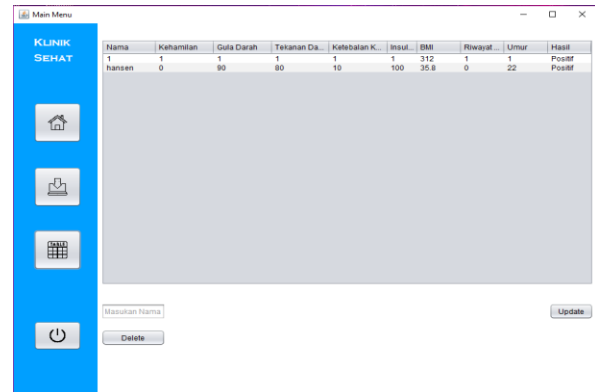 Main Menu
KLINIK
SEHAT
Nama Kehamilan Gula Darah Tekanan Da... Ketebalan K... Insul... BMI Riwayat... Umur Hasil
1 1 1 1 1 1 312 1 1 Positif
hansen 0 90 80 10 100 35.8 0 22 Positif
TABLE
Masukan Nama
Update
Delete